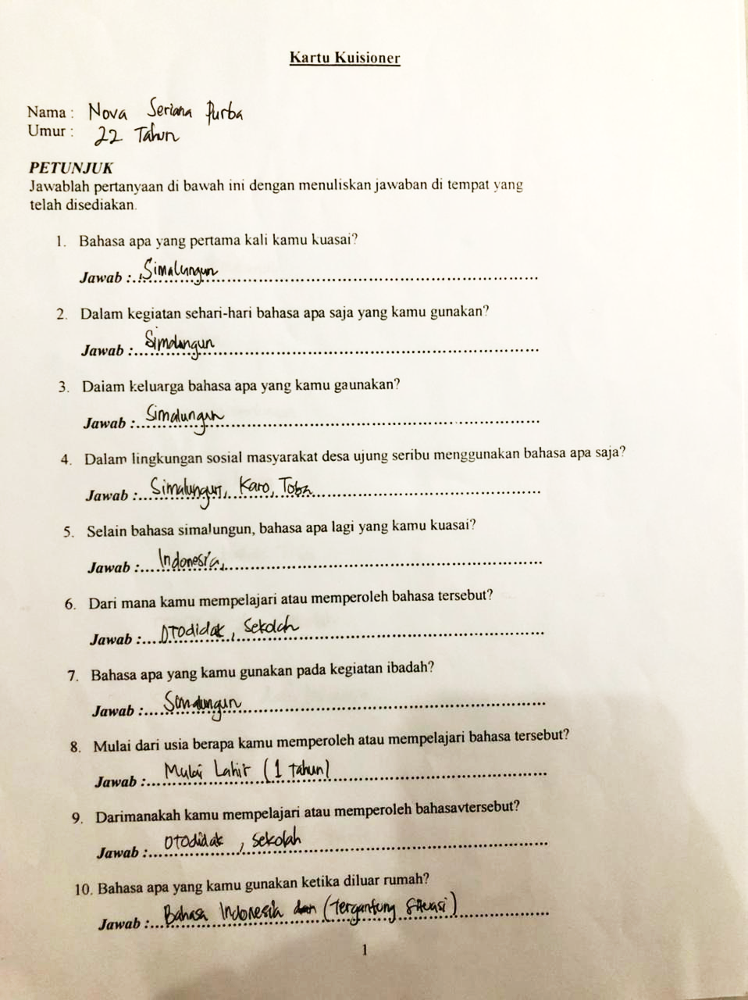 Kartu Kuisioner
Nama : Nova Seriana Purba
Umur : 22 Tahun
PETUNJUK
Jawablah pertanyaan di bawah ini dengan menuliskan jawaban di tempat yang
telah disediakan.
1. Bahasa apa yang pertama kali kamu kuasai?
Jawab : Simalungun
2. Dalam kegiatan sehari-hari bahasa apa saja yang kamu gunakan?
Jawab : Simalungun
3. Daiam keluarga bahasa apa yang kamu gaunakan?
Jawab : Simalungun
4. Dalam lingkungan sosial masyarakat desa ujung seribu menggunakan bahasa apa saja?
Jawab : Simalungun, Karo, Toba
5. Selain bahasa simalungun, bahasa apa lagi yang kamu kuasai?
Jawab : Indonesia,
6. Dari mana kamu mempelajari atau memperoleh bahasa tersebut?
Jawab : Otodidak, Sekolah
7. Bahasa apa yang kamu gunakan pada kegiatan ibadah?
Jawab : Simalungun
8. Mulai dari usia berapa kamu memperoleh atau mempelajari bahasa tersebut?
Jawab : Mulai Lahir (1 tahun)
9. Darimanakah kamu mempelajari atau memperoleh bahasavtersebut?
Jawab : Otodidak, Sekolah
10. Bahasa apa yang kamu gunakan ketika diluar rumah?
Jawab : Bahasa Indonesia dan (Tergantung Situasi)
1